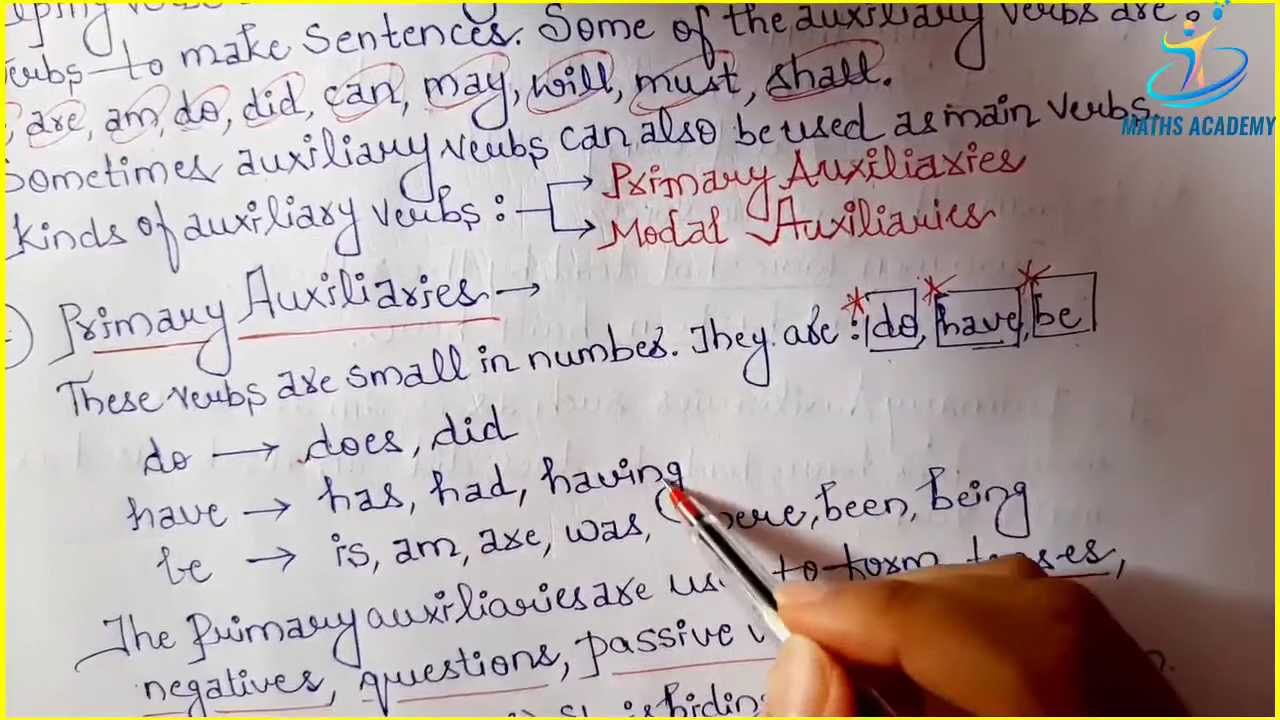 verbs to make Sentences. Some of the auxiliary verbs are
are, am, do, did, can, may, will, must, shall.
Sometimes auxiliary verbs can also be used as main verbs.
Kinds of auxiliary verbs :
Primary Auxiliaries
Modal Auxiliaries
Primary Auxiliaries →
These verbs are small in number. They are : do, have, be
do → does, did
have → has, had, having
be → is, am, are, was, were, been, being
The Primary auxiliaries are to form tenses,
negatives, questions, passive
MATHS ACADEMY